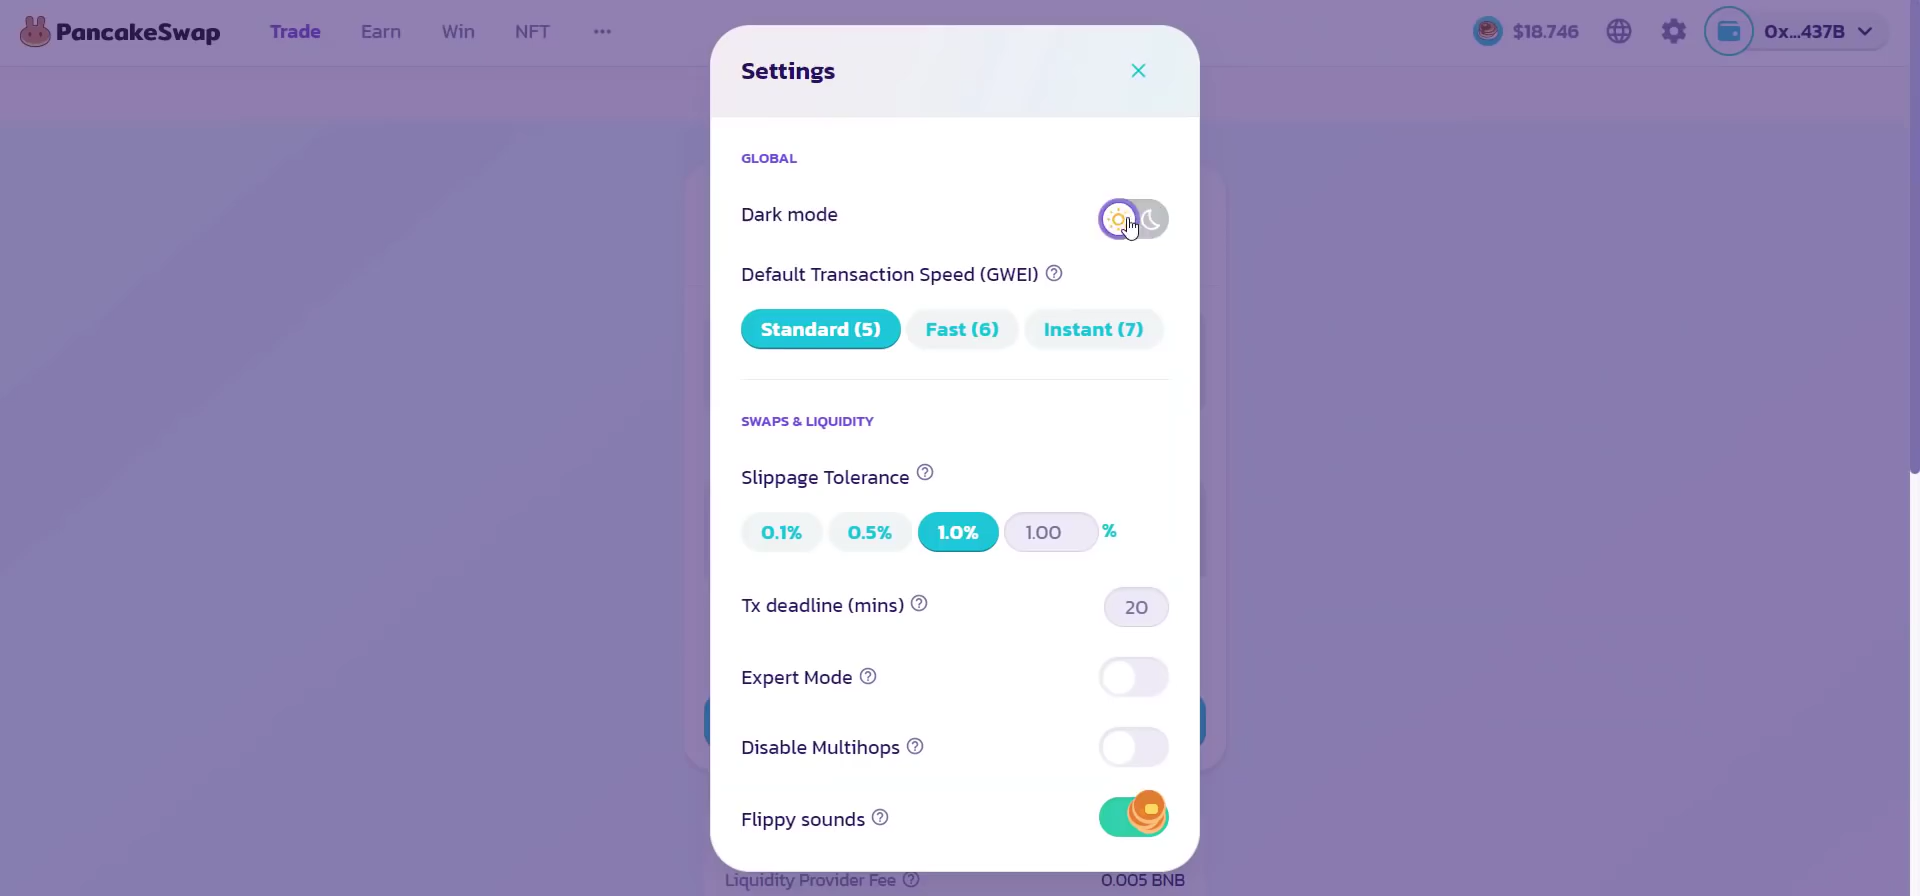 PancakeSwap Trade Earn Win NFT ••• $18.746 0x...437B
Settings
GLOBAL
Dark mode
Default Transaction Speed (GWEI)
Standard (5) Fast (6) Instant (7)
SWAPS & LIQUIDITY
Slippage Tolerance
0.1% 0.5% 1.0% 1.00 %
Tx deadline (mins) 20
Expert Mode
Disable Multihops
Flippy sounds
Liquidity Provider Fee 0.005 BNB